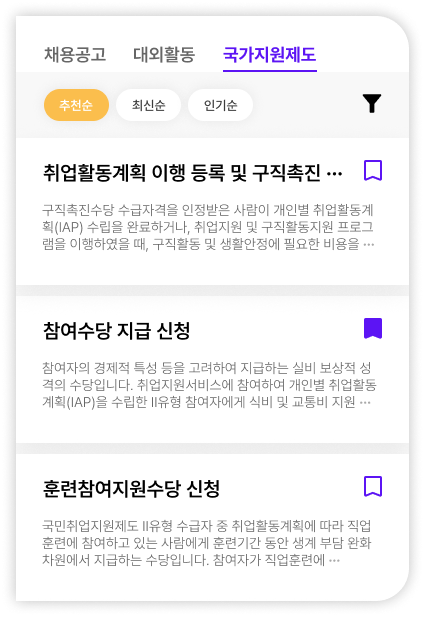 채용공고 대외활동 국가지원제도
추천순 최신순 인기순
취업활동계획 이행 등록 및 구직촉진 ···
구직촉진수당 수급자격을 인정받은 사람이 개인별 취업활동계
획(IAP) 수립을 완료하거나, 취업지원 및 구직활동지원 프로그
램을 이행하였을 때, 구직활동 및 생활안정에 필요한 비용을 ···
참여수당 지급 신청
참여자의 경제적 특성 등을 고려하여 지급하는 실비 보상적 성
격의 수당입니다. 취업지원서비스에 참여하여 개인별 취업활동
계획(IAP)을 수립한 II유형 참여자에게 식비 및 교통비 지원 ···
훈련참여지원수당 신청
국민취업지원제도 II유형 수급자 중 취업활동계획에 따라 직업
훈련에 참여하고 있는 사람에게 훈련기간 동안 생계 부담 완화
차원에서 지급하는 수당입니다. 참여자가 직업훈련에 ···